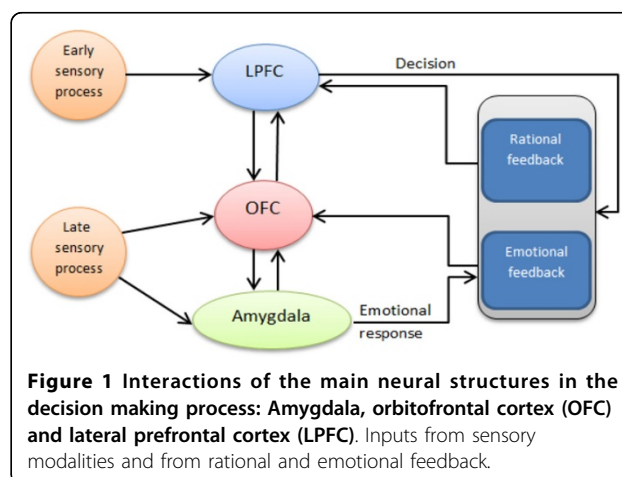 Early
sensory
process
LPFC
Decision
Rational
feedback
OFC
Late
sensory
process
Emotional
feedback
Amygdala
Emotional
response
Figure 1 Interactions of the main neural structures in the
decision making process: Amygdala, orbitofrontal cortex (OFC)
and lateral prefrontal cortex (LPFC). Inputs from sensory
modalities and from rational and emotional feedback.